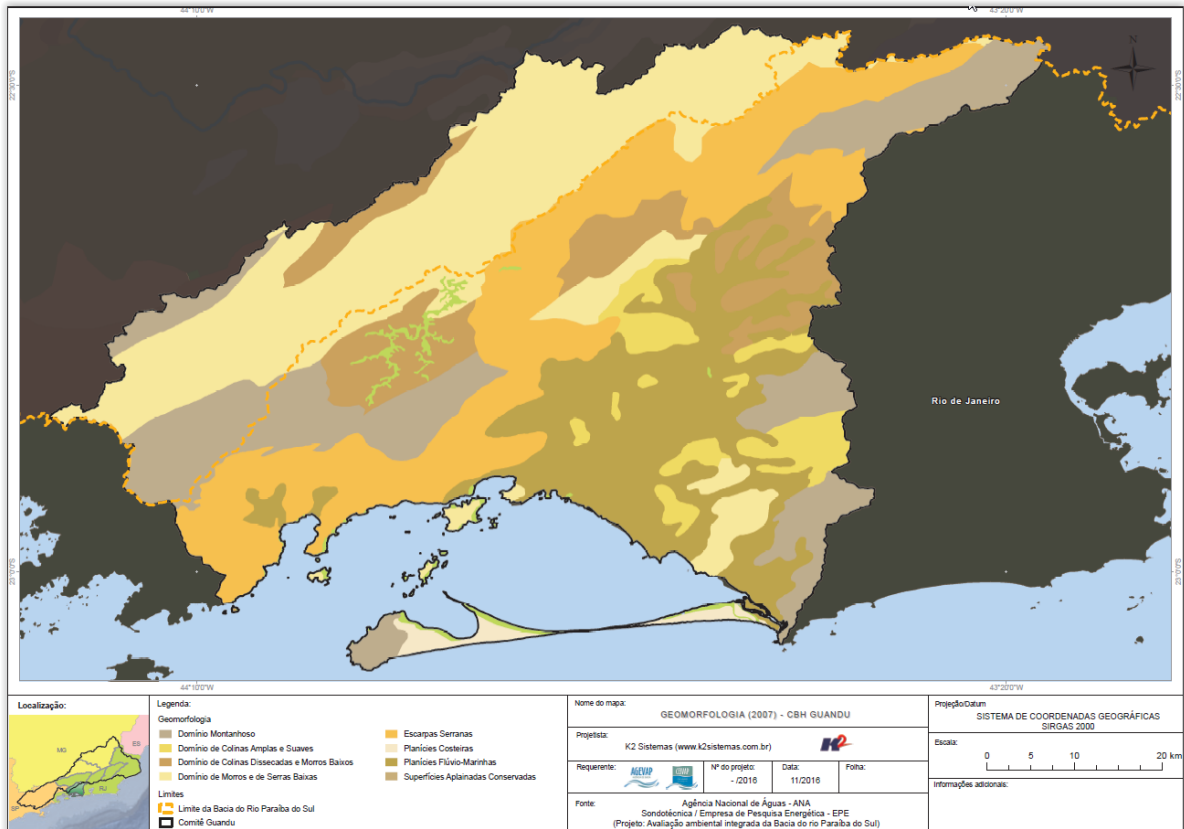 44°10'0"W
43°20'0"W
N
22°30'0"S
22°30'0"S
Rio de Janeiro
23°0'0"S
23°0'0"S
44°10'0"W
43°20'0"W
Localização:
MG
ES
RJ
SP
Legenda:
Geomorfologia
Domínio Montanhoso
Domínio de Colinas Amplas e Suaves
Domínio de Colinas Dissecadas e Morros Baixos
Domínio de Morros e de Serras Baixas
Escarpas Serranas
Planícies Costeiras
Planícies Flúvio-Marinhas
Superfícies Aplainadas Conservadas
Limites
Limite da Bacia do Rio Paraíba do Sul
Comitê Guandu
Nome do mapa:
GEOMORFOLOGIA (2007) - CBH GUANDU
Projetista:
K2 Sistemas (www.k2sistemas.com.br)
K2
Requerente:
AGEVAP
Nº do projeto:
- /2016
Data:
11/2016
Folha:
Fonte:
Agência Nacional de Águas - ANA
Sondotécnica / Empresa de Pesquisa Energética - EPE
(Projeto: Avaliação ambiental integrada da Bacia do rio Paraíba do Sul)
Projeção/Datum
SISTEMA DE COORDENADAS GEOGRÁFICAS
SIRGAS 2000
Escala:
0 5 10 20 km
Informações adicionais: